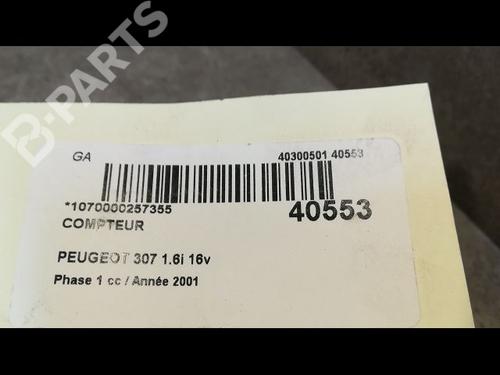 B-PARTS
GA 40300501 40553
*1070000257355 40553
COMPTEUR
PEUGEOT 307 1.6i 16v
Phase 1 cc / Année 2001